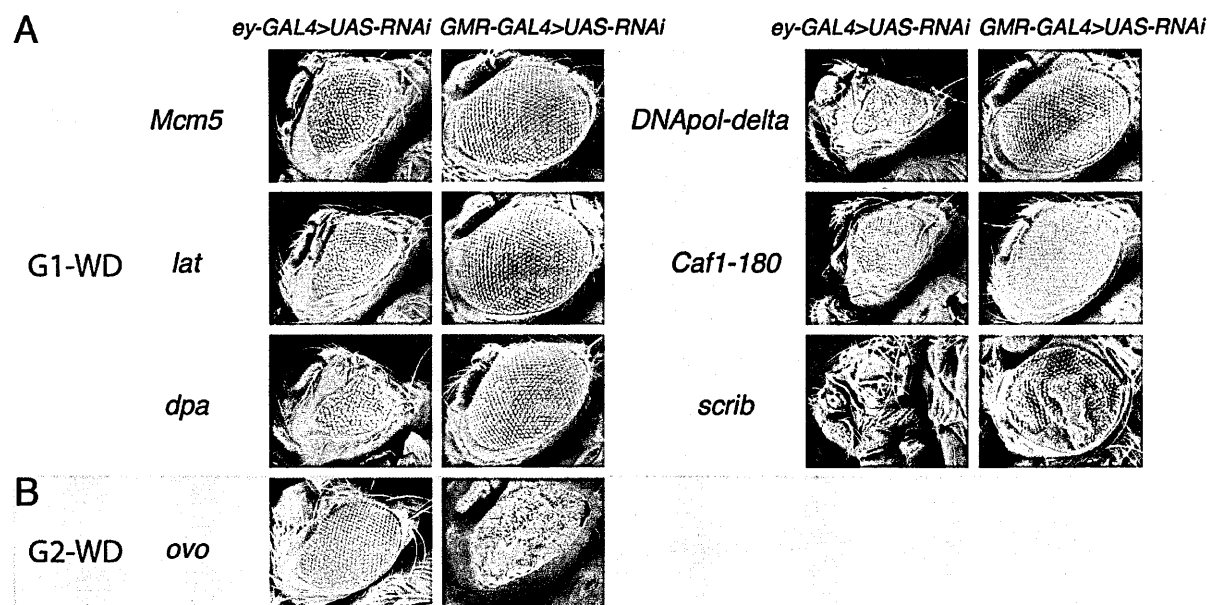 A
ey-GAL4>UAS-RNAi GMR-GAL4>UAS-RNAi
ey-GAL4>UAS-RNAi GMR-GAL4>UAS-RNAi
Mcm5
DNApol-delta
G1-WD
lat
Caf1-180
dpa
scrib
B
G2-WD
ovo